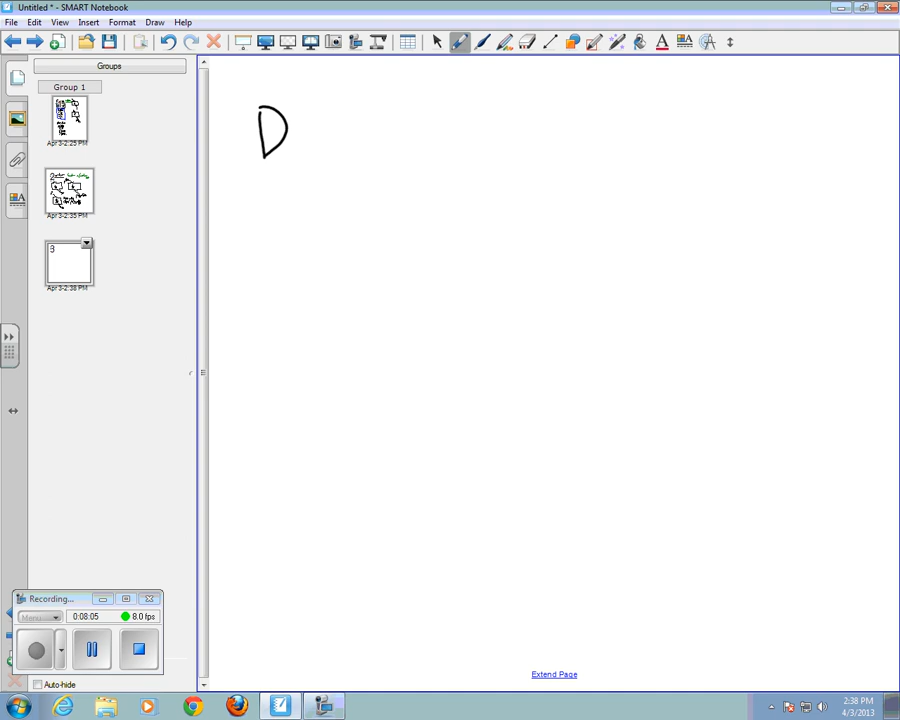 Untitled * - SMART Notebook
File Edit View Insert Format Draw Help
Groups
Group 1
Apr 3-2:25 PM
Apr 3-2:35 PM
3
Apr 3-2:38 PM
D
Recording...
Menu
0:08:05 8.0 fps
Auto-hide
Extend Page
2:38 PM
4/3/2013